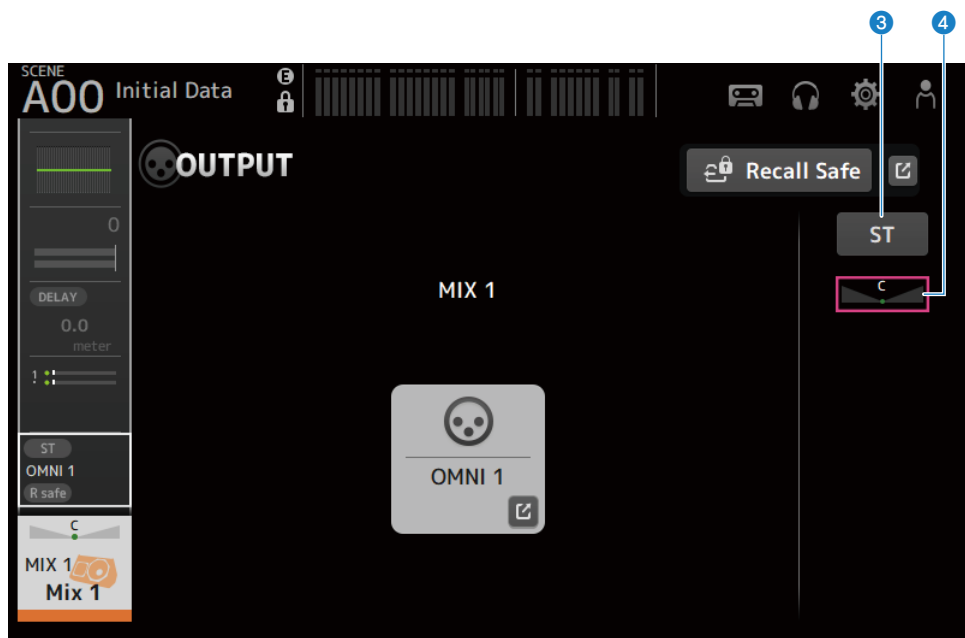 3 4
SCENE
A00 Initial Data
E
OUTPUT
Recall Safe
0
ST
DELAY
MIX 1
C
0.0
meter
!
ST
OMNI 1
R safe
OMNI 1
C
MIX 1
Mix 1